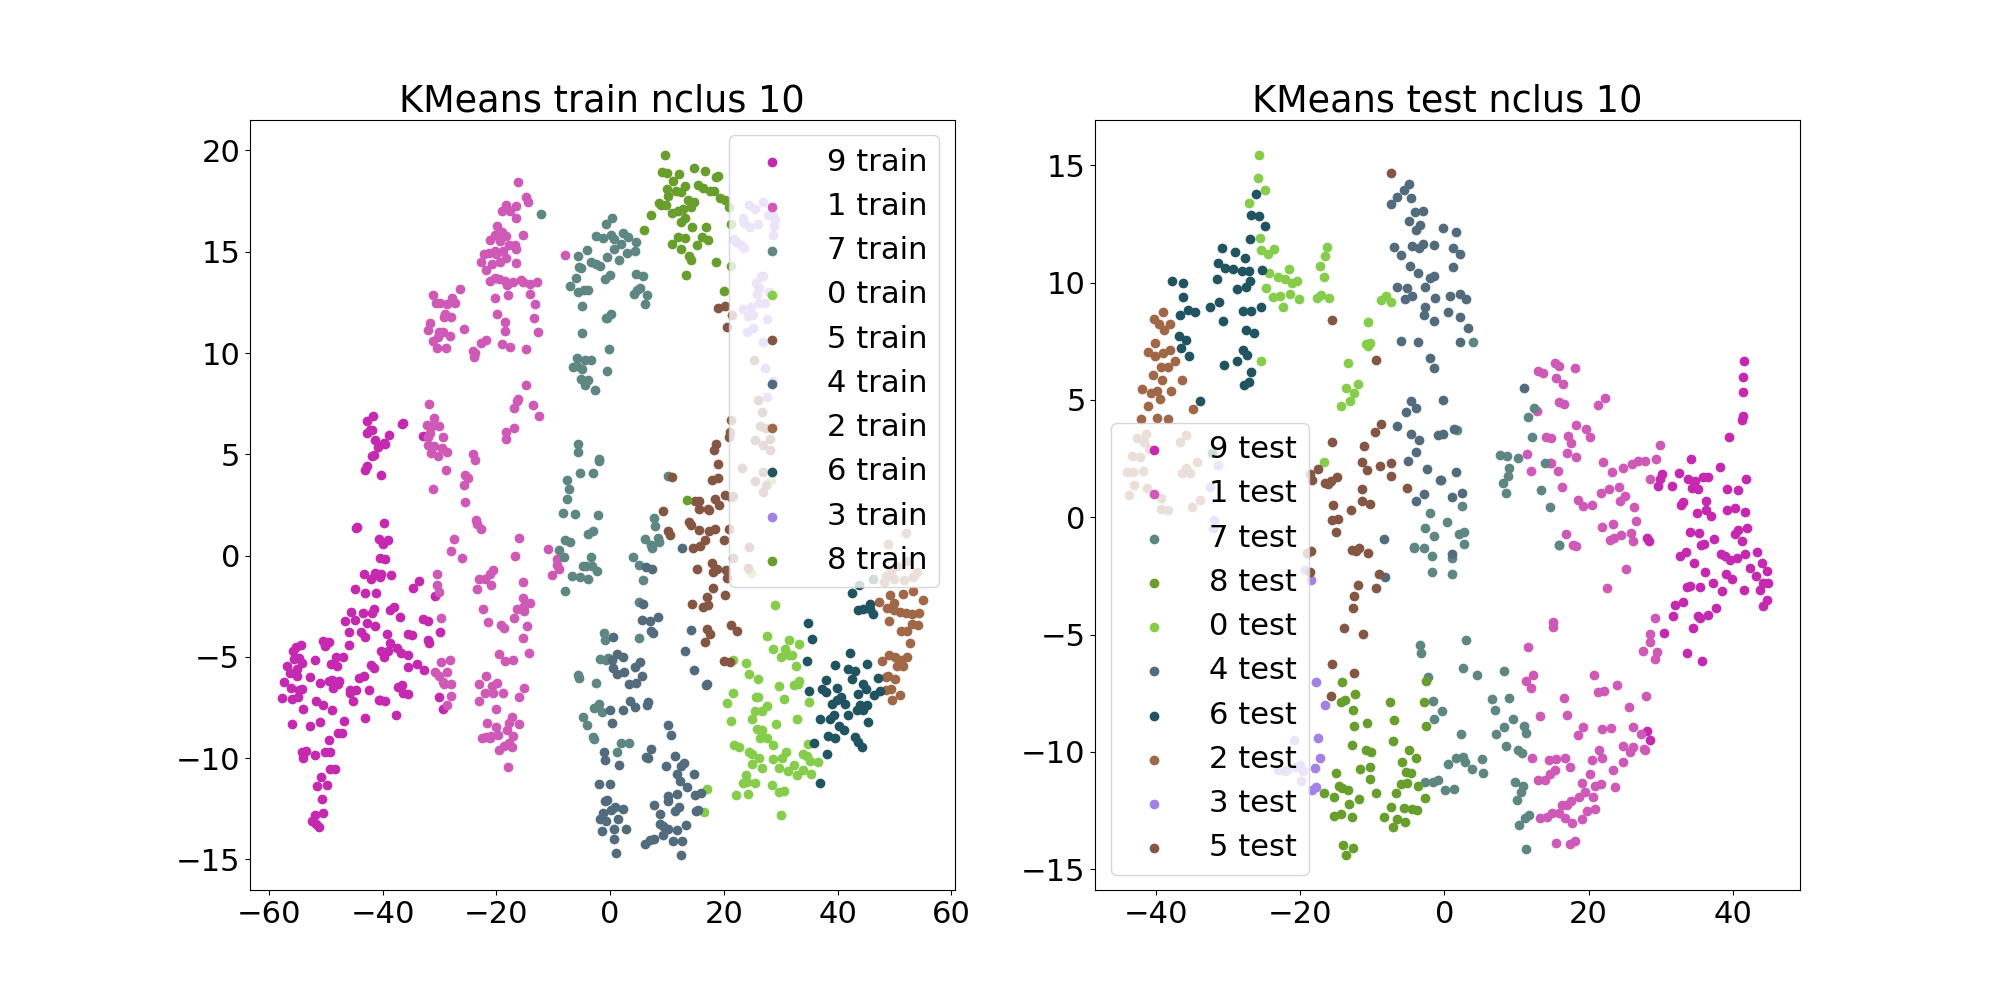 KMeans train nclus 10
20
15
10
5
0
−5
−10
−15
−60
−40
−20
0
20
40
60
9 train
1 train
7 train
0 train
5 train
4 train
2 train
6 train
3 train
8 train
KMeans test nclus 10
15
10
5
0
−5
−10
−15
−40
−20
0
20
40
9 test
1 test
7 test
8 test
0 test
4 test
6 test
2 test
3 test
5 test